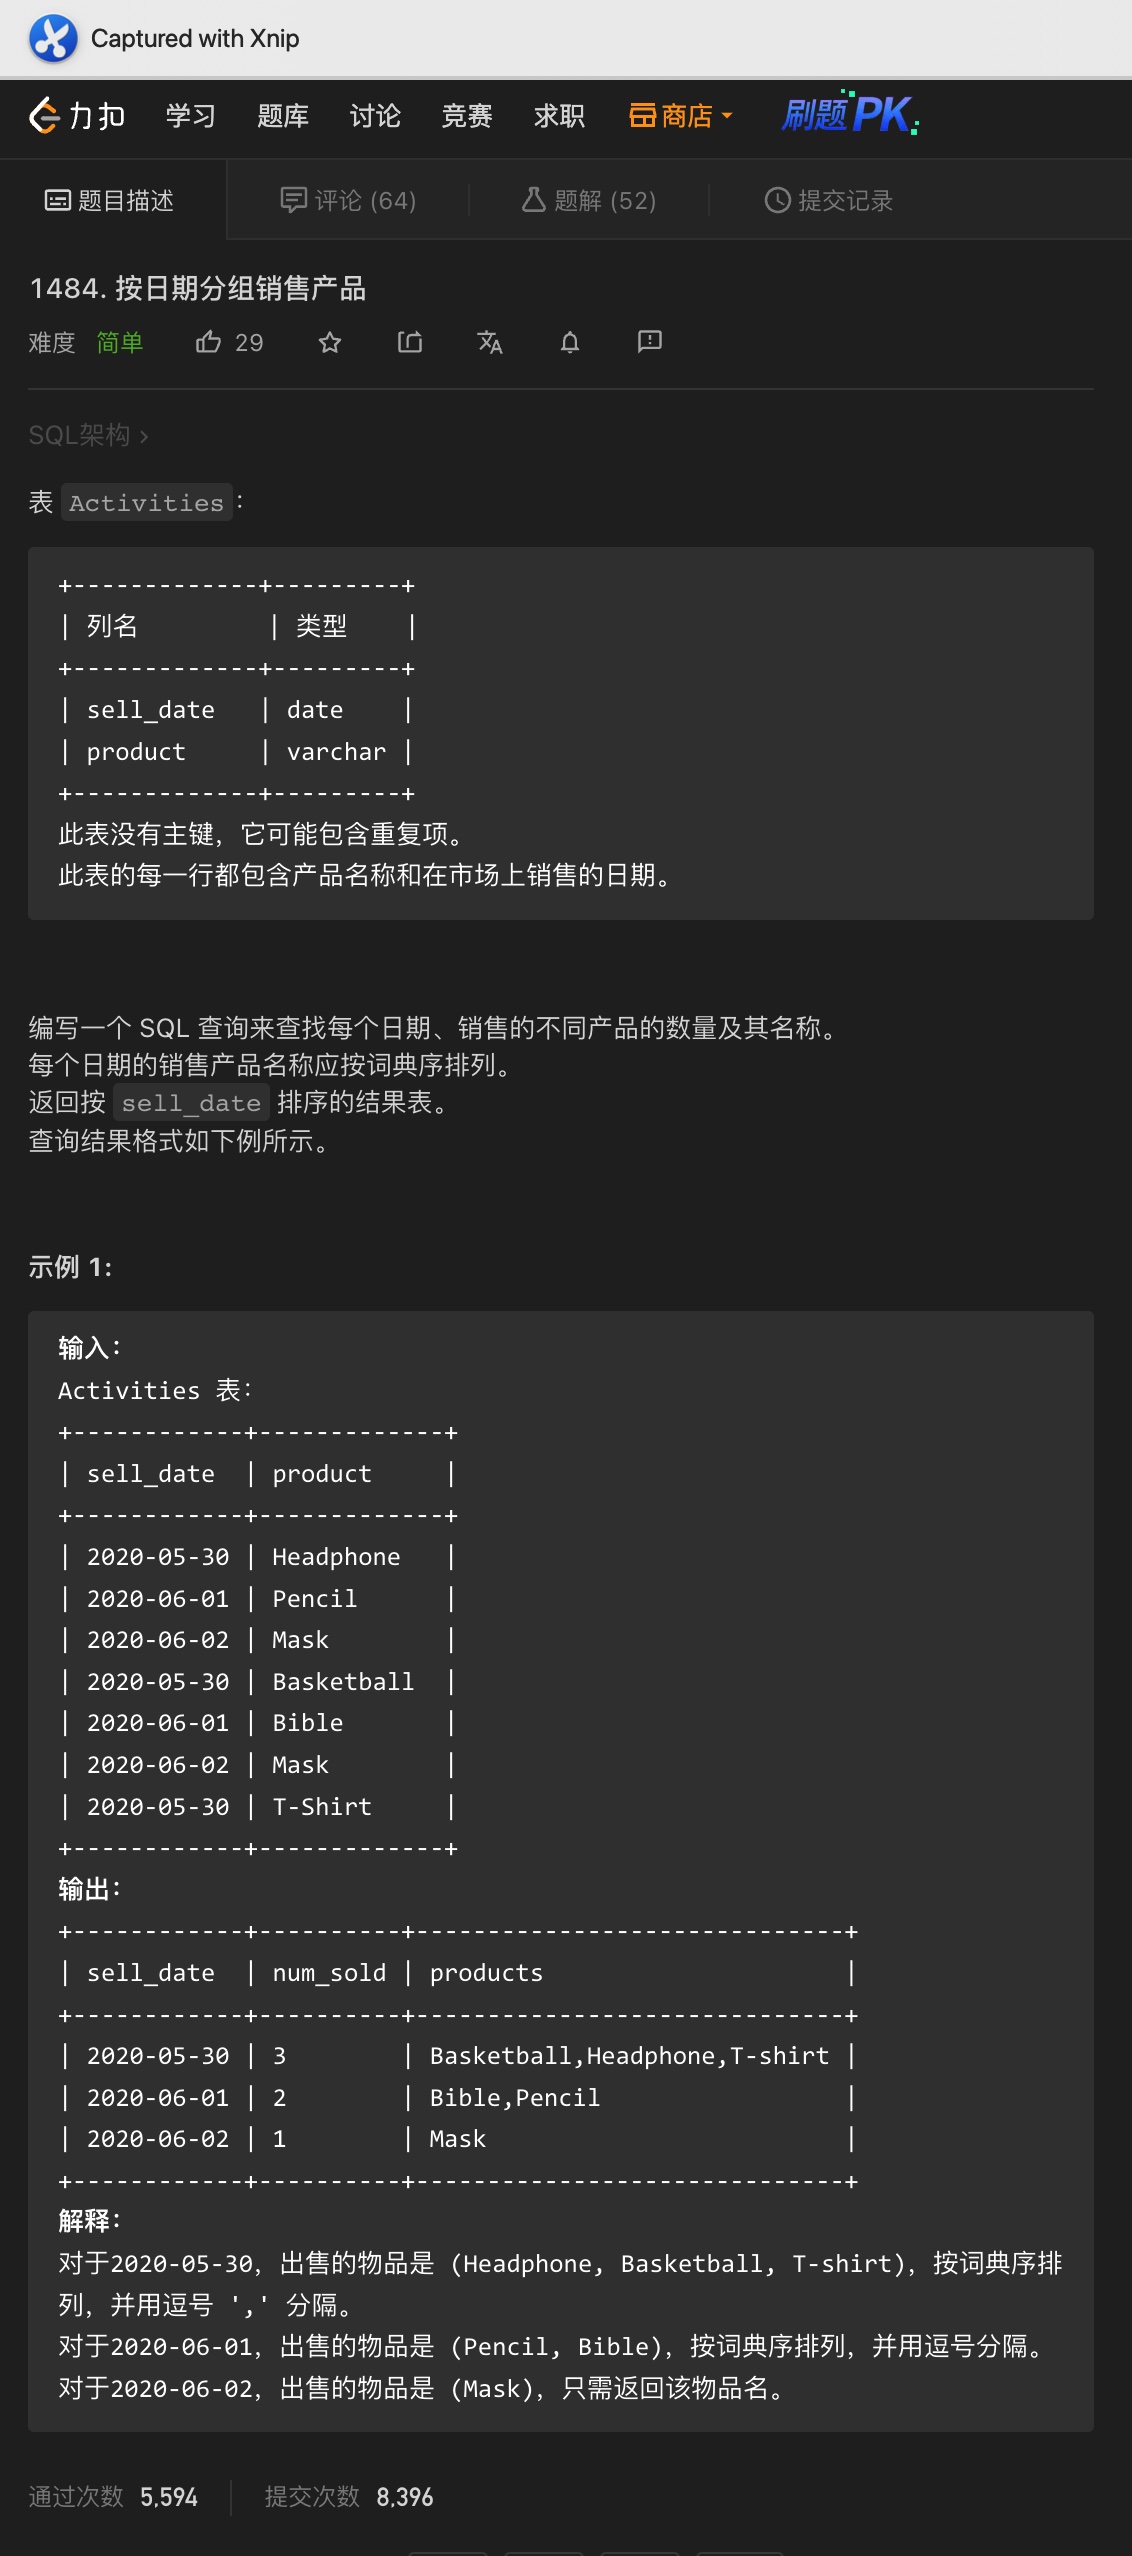 Captured with Xnip
力扣 学习 题库 讨论 竞赛 求职 商店 刷题PK
题目描述 评论 (64) 题解 (52) 提交记录
1484. 按日期分组销售产品
难度 简单 29
SQL架构 ›
表 Activities：
+-------------+---------+
| 列名         | 类型    |
+-------------+---------+
| sell_date   | date    |
| product     | varchar |
+-------------+---------+
此表没有主键，它可能包含重复项。
此表的每一行都包含产品名称和在市场上销售的日期。
编写一个 SQL 查询来查找每个日期、销售的不同产品的数量及其名称。
每个日期的销售产品名称应按词典序排列。
返回按 sell_date 排序的结果表。
查询结果格式如下例所示。
示例 1:
输入：
Activities 表：
+------------+-------------+
| sell_date  | product     |
+------------+-------------+
| 2020-05-30 | Headphone   |
| 2020-06-01 | Pencil      |
| 2020-06-02 | Mask        |
| 2020-05-30 | Basketball  |
| 2020-06-01 | Bible       |
| 2020-06-02 | Mask        |
| 2020-05-30 | T-Shirt     |
+------------+-------------+
输出：
+------------+----------+------------------------------+
| sell_date  | num_sold | products                     |
+------------+----------+------------------------------+
| 2020-05-30 | 3        | Basketball,Headphone,T-shirt |
| 2020-06-01 | 2        | Bible,Pencil                 |
| 2020-06-02 | 1        | Mask                         |
+------------+----------+------------------------------+
解释：
对于2020-05-30，出售的物品是 (Headphone, Basketball, T-shirt)，按词典序排
列，并用逗号 ',' 分隔。
对于2020-06-01，出售的物品是 (Pencil, Bible)，按词典序排列，并用逗号分隔。
对于2020-06-02，出售的物品是 (Mask)，只需返回该物品名。
通过次数 5,594 提交次数 8,396